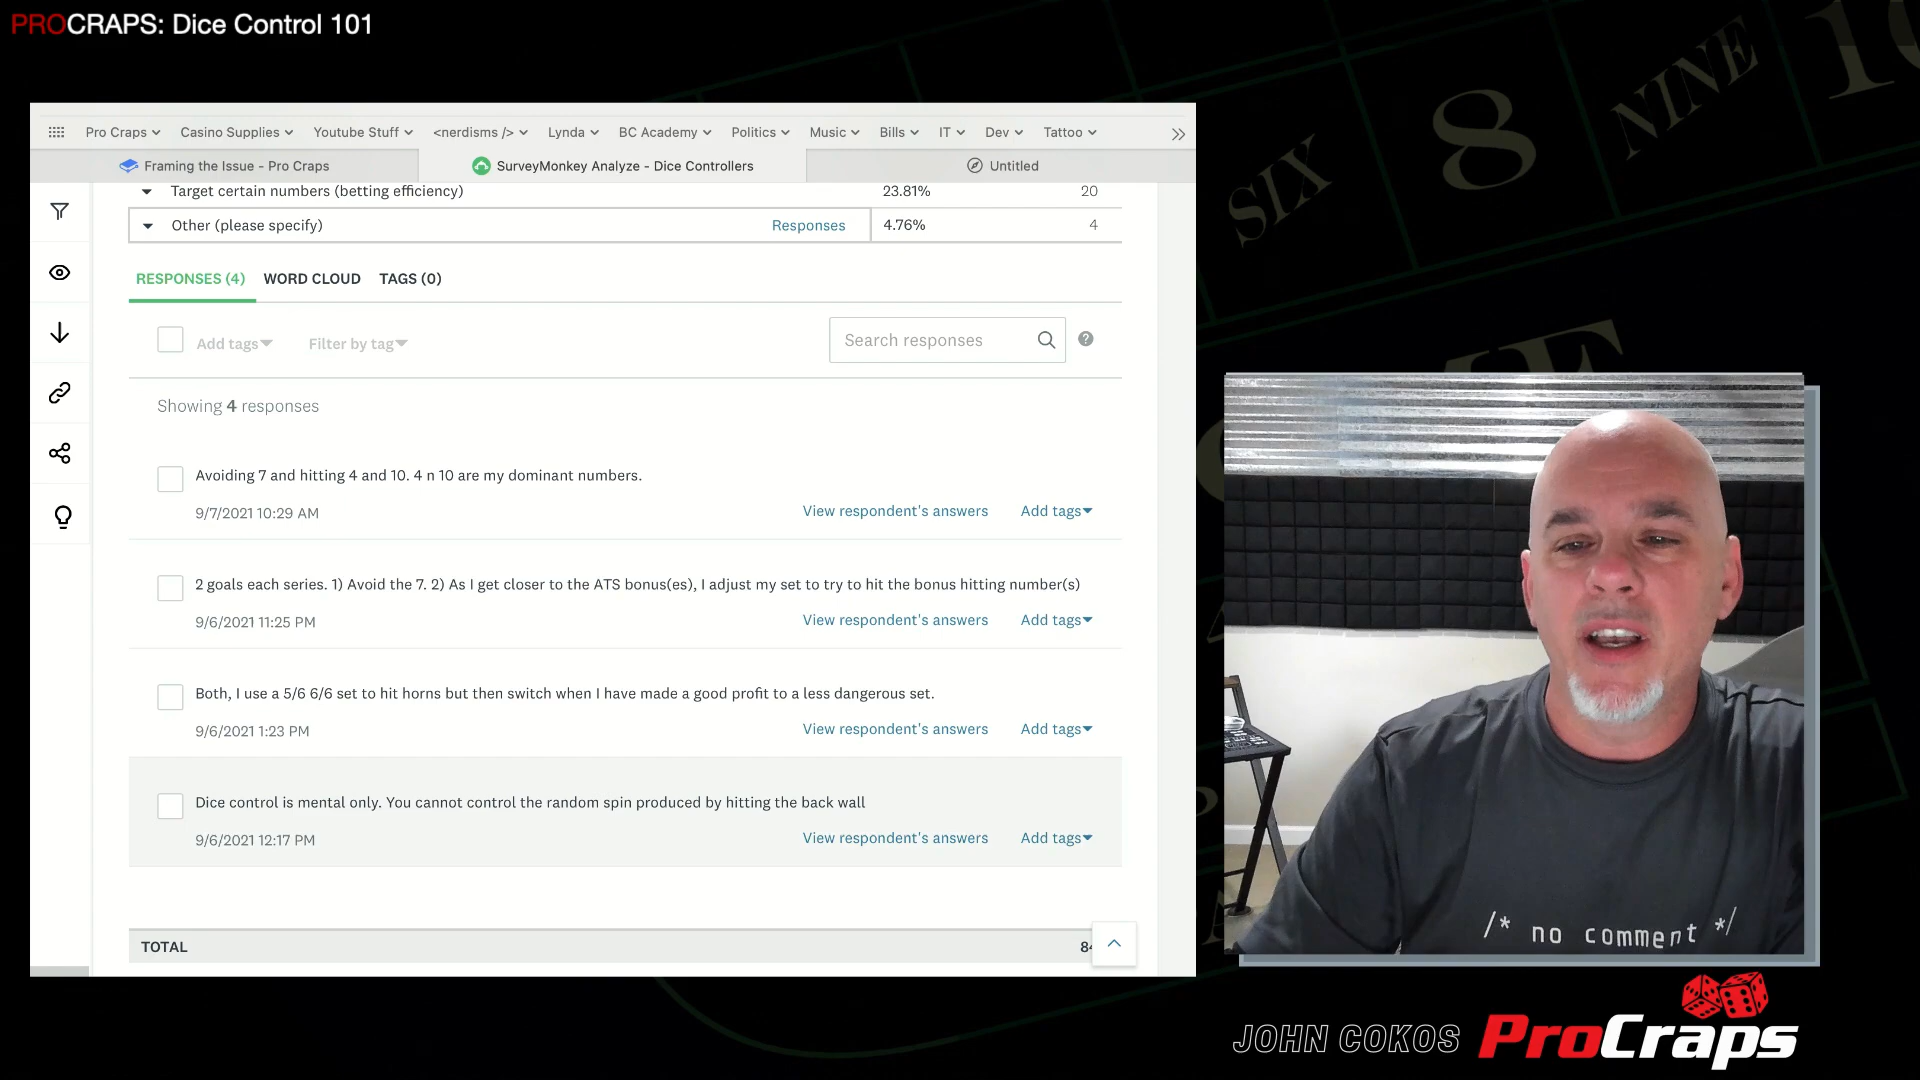 PROCRAPS: Dice Control 101
SIX 8 NINE 10
Pro Craps Casino Supplies Youtube Stuff <nerdisms /> Lynda BC Academy Politics Music Bills IT Dev Tattoo
Framing the Issue - Pro Craps SurveyMonkey Analyze - Dice Controllers Untitled
Target certain numbers (betting efficiency) 23.81% 20
Other (please specify) Responses 4.76% 4
RESPONSES (4) WORD CLOUD TAGS (0)
Add tags Filter by tag Search responses ?
Showing 4 responses
Avoiding 7 and hitting 4 and 10. 4 n 10 are my dominant numbers.
9/7/2021 10:29 AM View respondent's answers Add tags
2 goals each series. 1) Avoid the 7. 2) As I get closer to the ATS bonus(es), I adjust my set to try to hit the bonus hitting number(s)
9/6/2021 11:25 PM View respondent's answers Add tags
Both, I use a 5/6 6/6 set to hit horns but then switch when I have made a good profit to a less dangerous set.
9/6/2021 1:23 PM View respondent's answers Add tags
Dice control is mental only. You cannot control the random spin produced by hitting the back wall
9/6/2021 12:17 PM View respondent's answers Add tags
TOTAL 84
/* no comment */
JOHN COKOS ProCraps